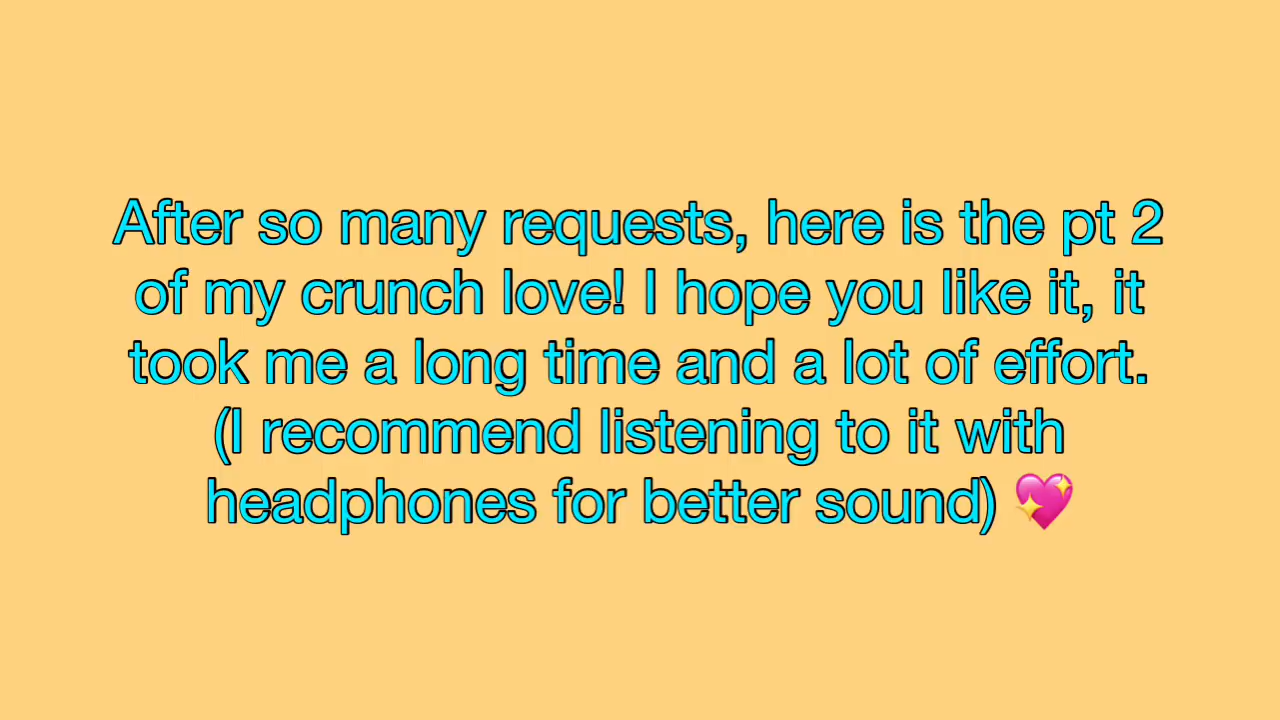 After so many requests, here is the pt 2
of my crunch love! I hope you like it, it
took me a long time and a lot of effort.
(I recommend listening to it with
headphones for better sound) 💖